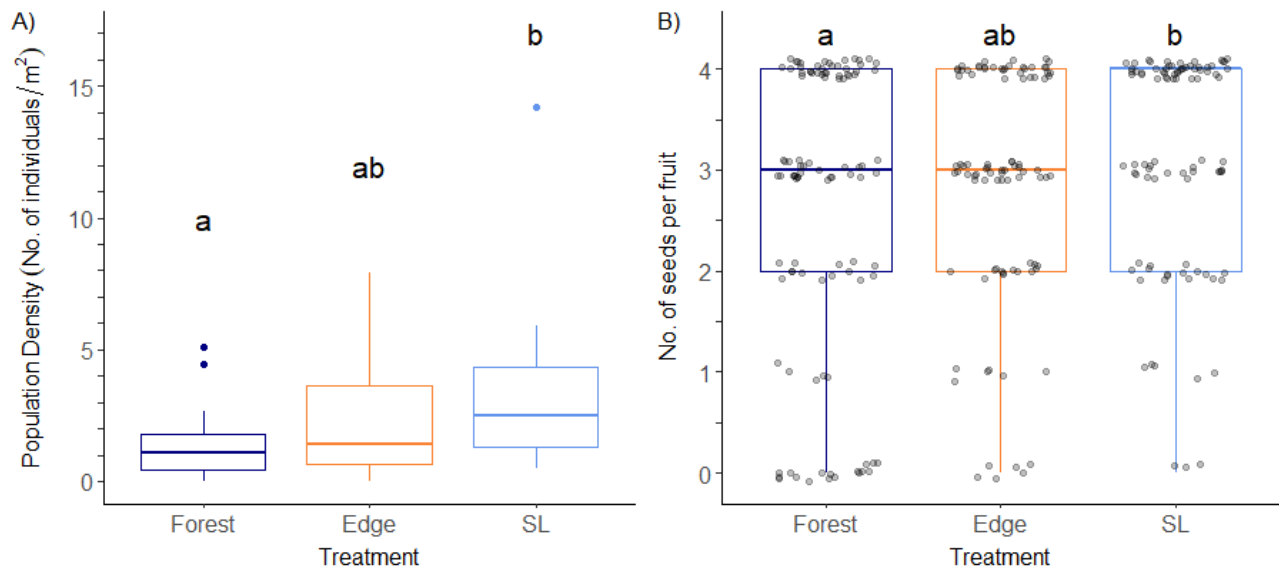 A)
Population Density (No. of individuals/m²)
15
10
5
0
a
ab
b
Forest Edge SL
Treatment
B)
No. of seeds per fruit
4
3
2
1
0
a
ab
b
Forest Edge SL
Treatment